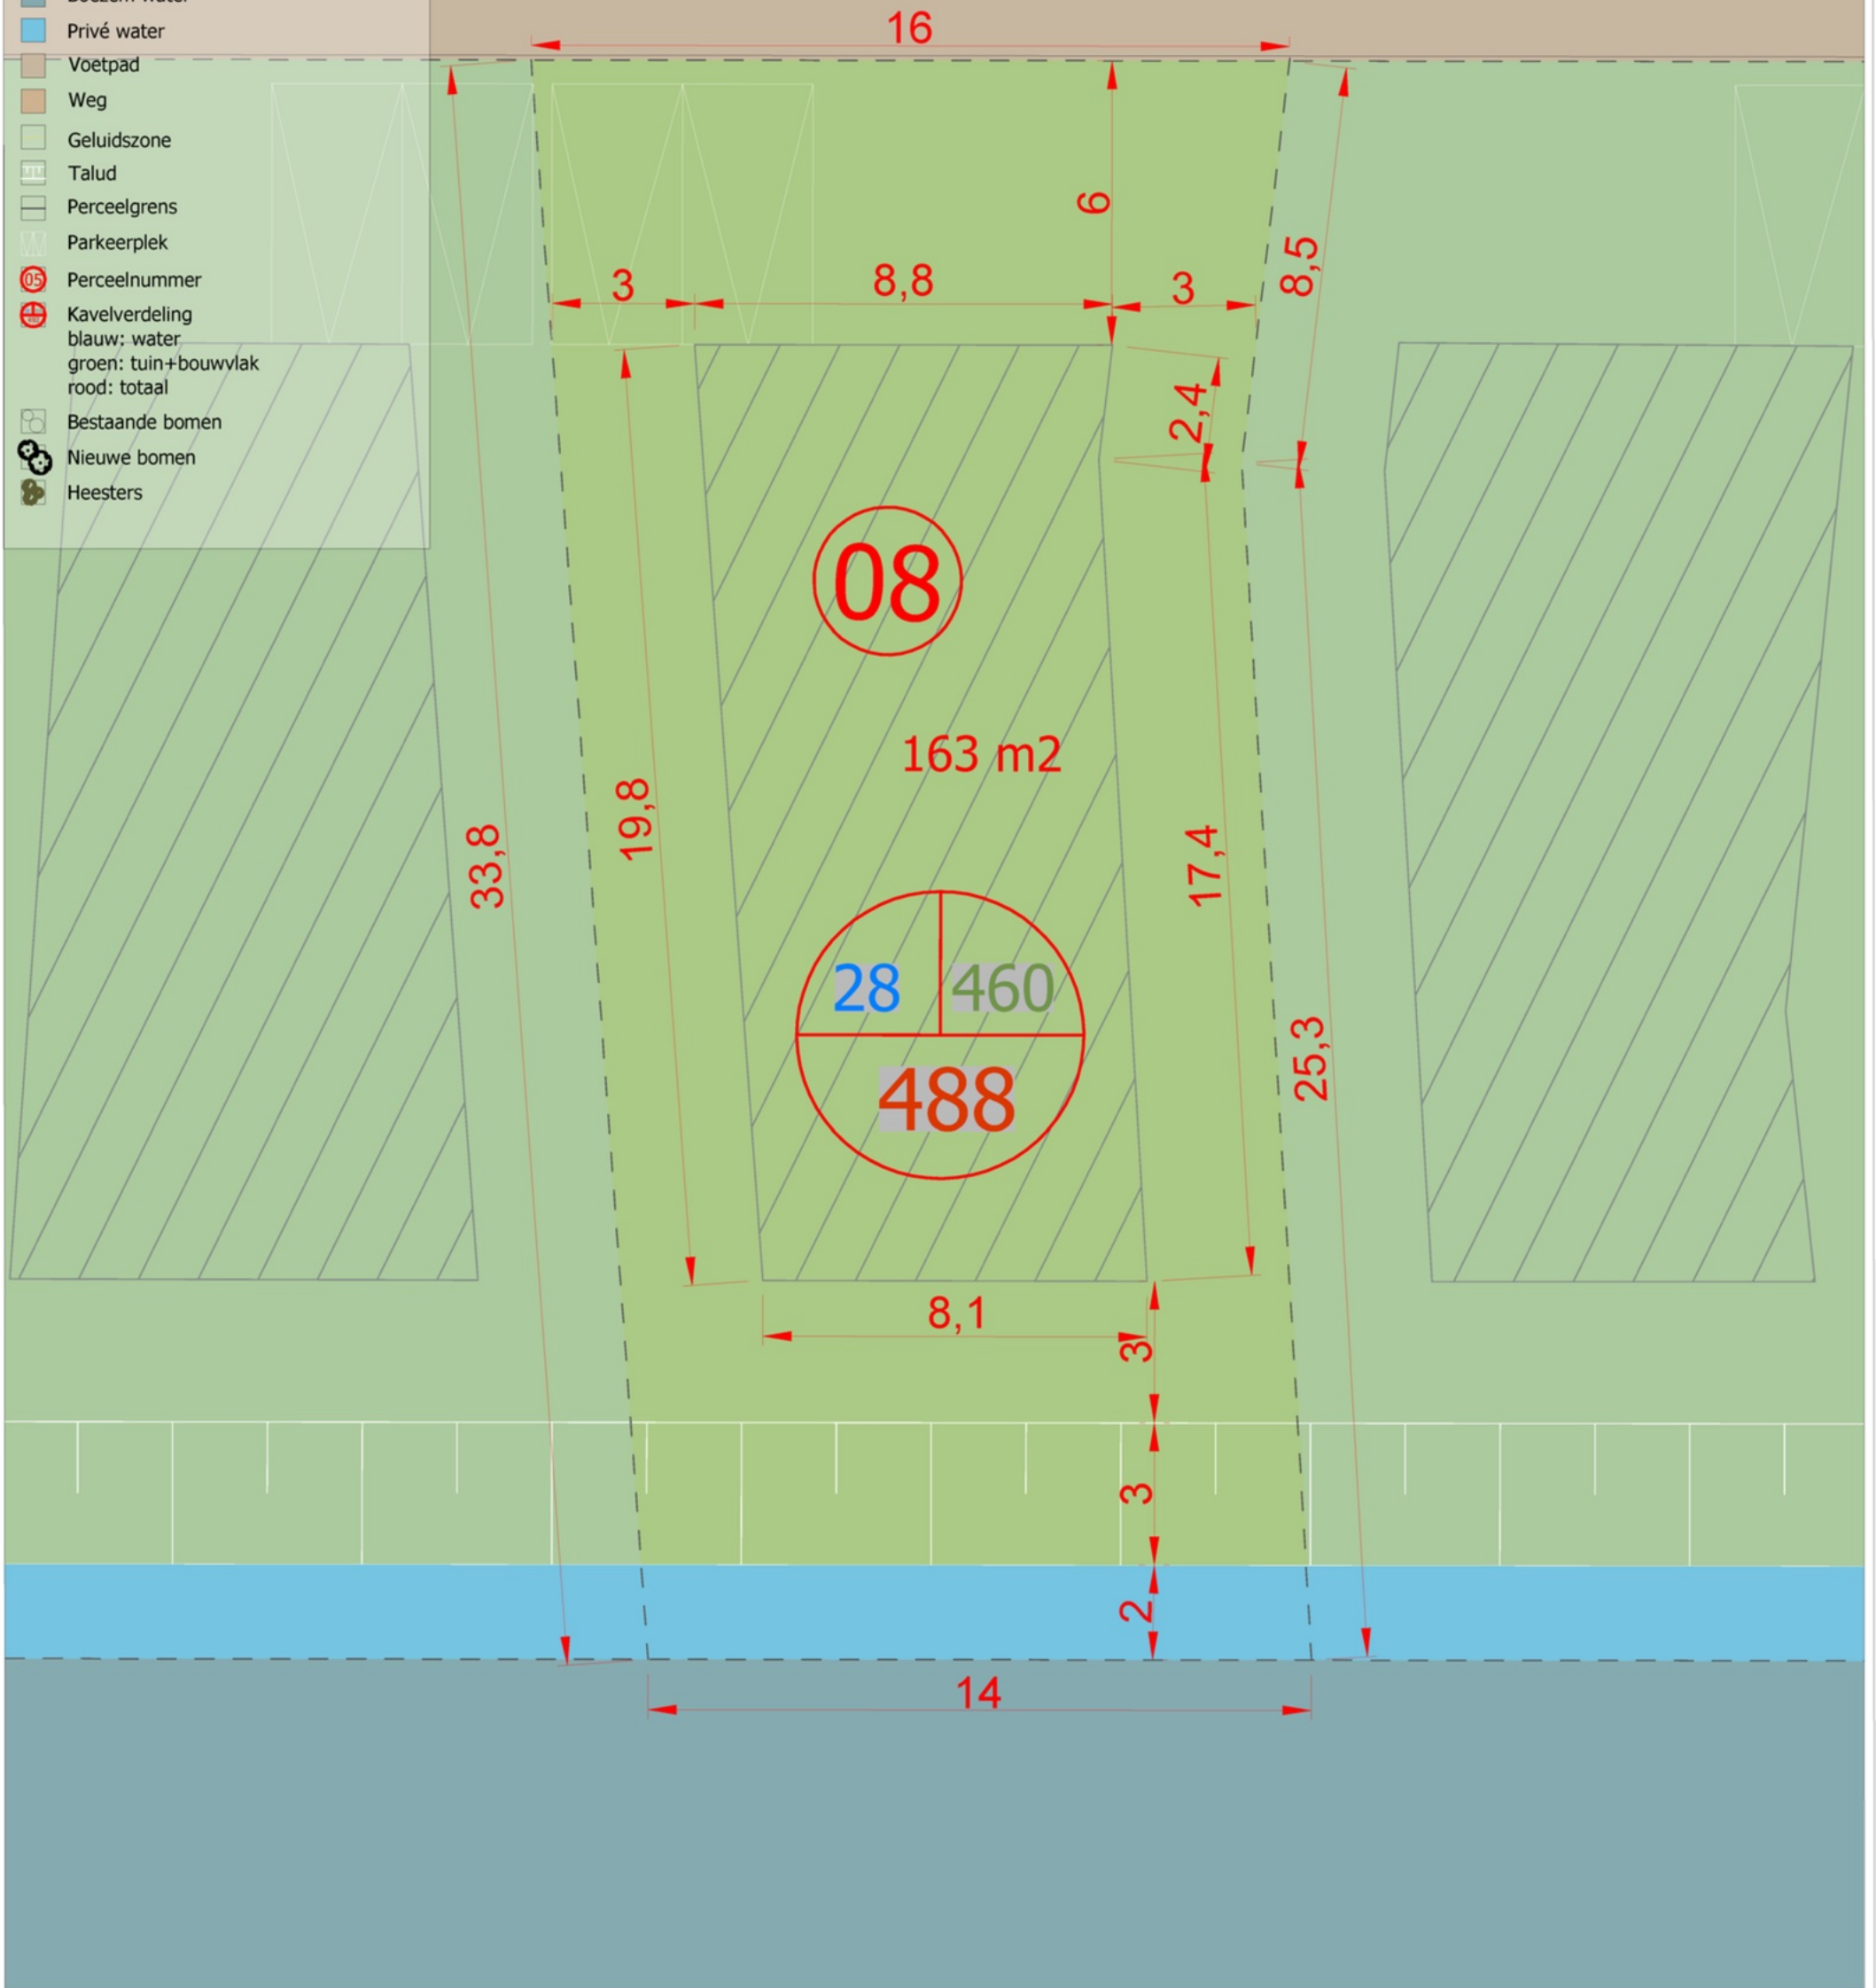 Privé water
Voetpad
Weg
Geluidszone
Talud
Perceelgrens
Parkeerplek
05
Perceelnummer
Kavelverdeling
blauw: water
groen: tuin+bouwvlak
rood: totaal
Bestaande bomen
Nieuwe bomen
Heesters
16
6
8,5
3
8,8
3
2,4
08
163 m2
33,8
19,8
17,4
28
460
488
25,3
8,1
3
3
2
14